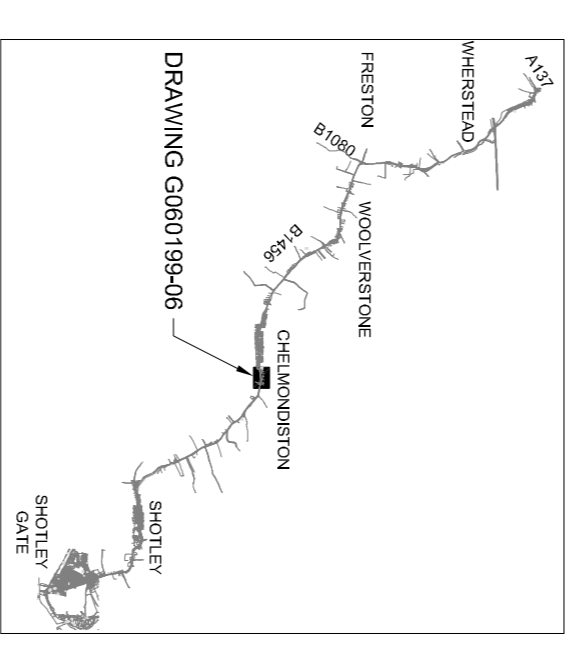 A137
WHERSTEAD
FRESTON
B1080
WOOLVERSTONE
B1456
DRAWING G060199-06
CHELMONDISTON
SHOTLEY
SHOTLEY
GATE